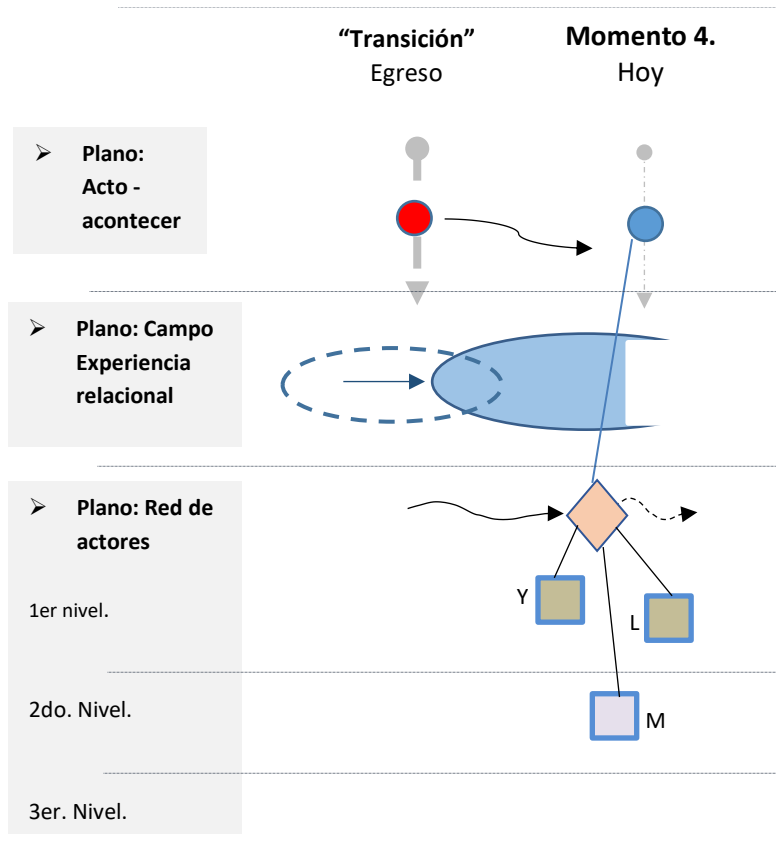 “Transición”
Egreso
Momento 4.
Hoy
➢ Plano:
Acto -
acontecer
➢ Plano: Campo
Experiencia
relacional
➢ Plano: Red de
actores
1er nivel.
Y
L
2do. Nivel.
M
3er. Nivel.